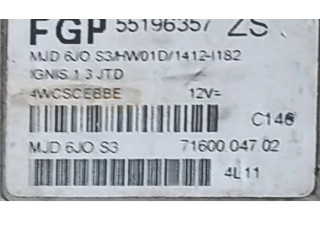 FGP 55196357 ZS
MJD 6JO S3/HW01D/1412-I182
IGNIS 1.3 JTD
4WCSCEBBE 12V=
C146
MJD 6JO S3 71600.047.02
4L11